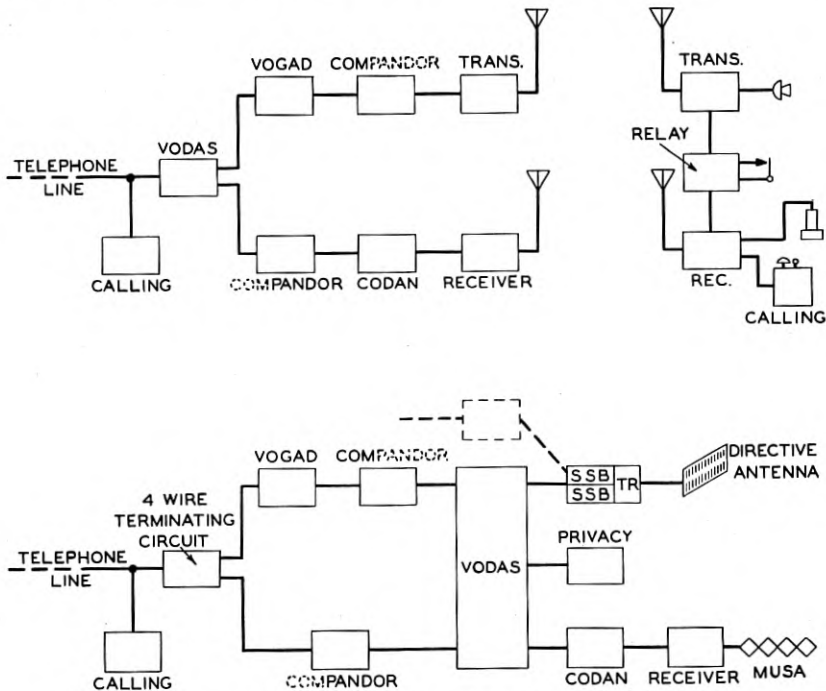 VOGAD
COMPANDOR
TRANS.
VODAS
TELEPHONE
LINE
CALLING
COMPANDOR
CODAN
RECEIVER
TRANS.
RELAY
REC.
CALLING
VOGAD
COMPANDOR
4 WIRE
TERMINATING
CIRCUIT
TELEPHONE
LINE
CALLING
COMPANDOR
VODAS
SSB
SSB
TR
DIRECTIVE
ANTENNA
PRIVACY
CODAN
RECEIVER
MUSA